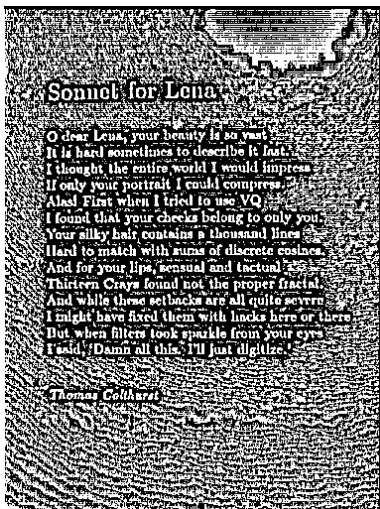 Sonnet for Lena
O dear Lena, your beauty is so vast
It is hard sometimes to describe it fast.
I thought the entire world I would impress
If only your portrait I could compress.
Alas! First when I tried to use VQ
I found that your cheeks belong to only you.
Your silky hair contains a thousand lines
Hard to match with sums of discrete cosines.
And for your lips, sensual and tactual
Thirteen Crays found not the proper fractal.
And while these setbacks are all quite severe
I might have fixed them with hacks here or there
But when filters took sparkle from your eyes
I said, 'Damn all this. I'll just digitize.'
Thomas Colthurst